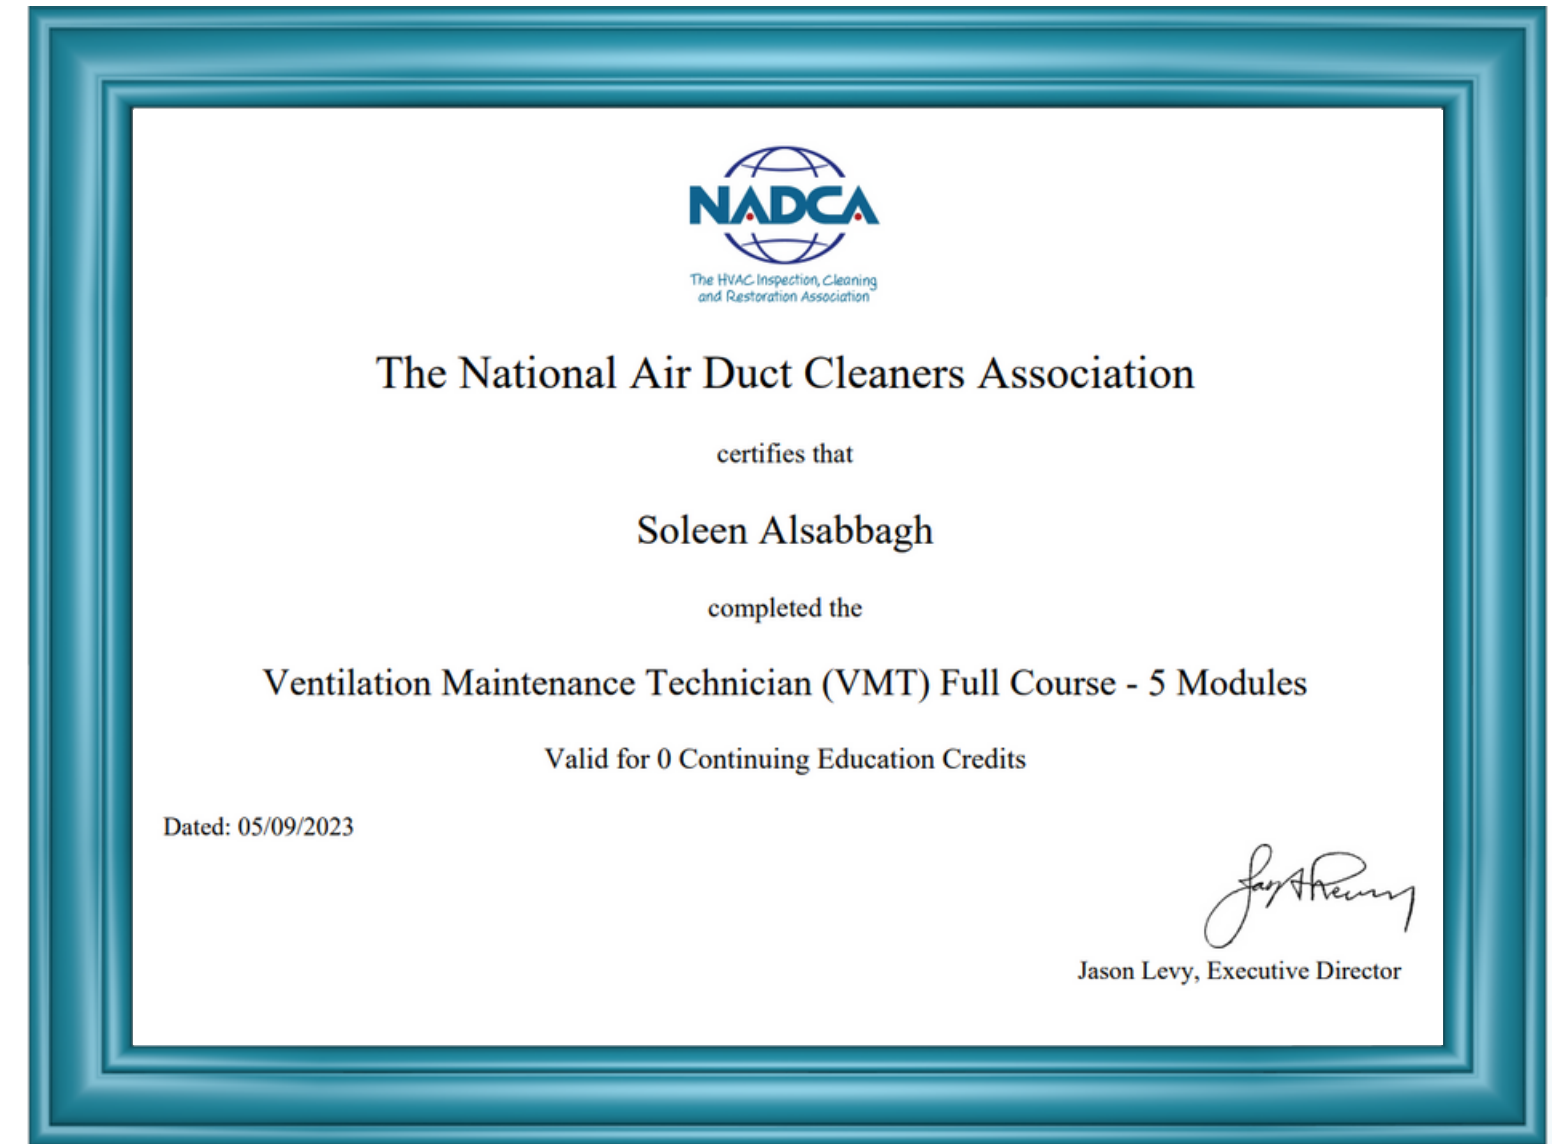 NADCA
The HVAC Inspection, Cleaning
and Restoration Association
The National Air Duct Cleaners Association
certifies that
Soleen Alsabbagh
completed the
Ventilation Maintenance Technician (VMT) Full Course - 5 Modules
Valid for 0 Continuing Education Credits
Dated: 05/09/2023
Jason Levy, Executive Director